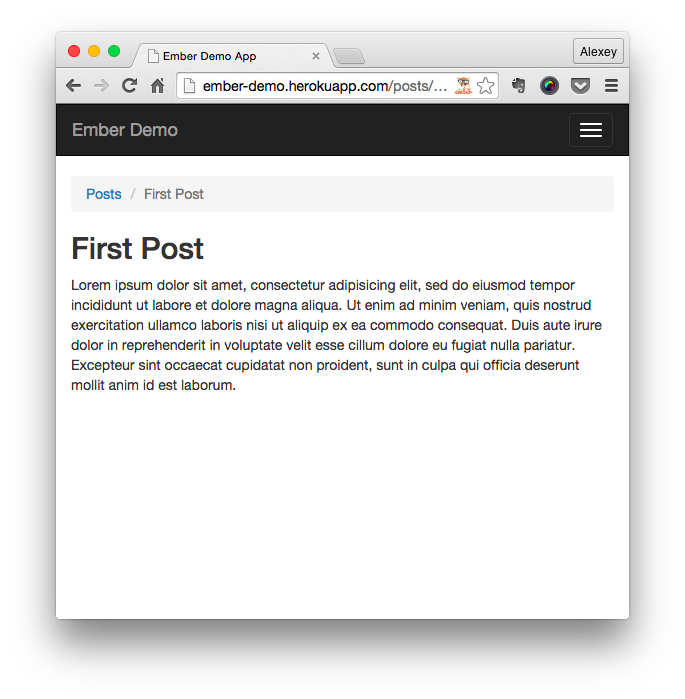 Ember Demo App
Alexey
ember-demo.herokuapp.com/posts/...
Ember Demo
Posts / First Post
First Post
Lorem ipsum dolor sit amet, consectetur adipisicing elit, sed do eiusmod tempor
incididunt ut labore et dolore magna aliqua. Ut enim ad minim veniam, quis nostrud
exercitation ullamco laboris nisi ut aliquip ex ea commodo consequat. Duis aute irure
dolor in reprehenderit in voluptate velit esse cillum dolore eu fugiat nulla pariatur.
Excepteur sint occaecat cupidatat non proident, sunt in culpa qui officia deserunt
mollit anim id est laborum.